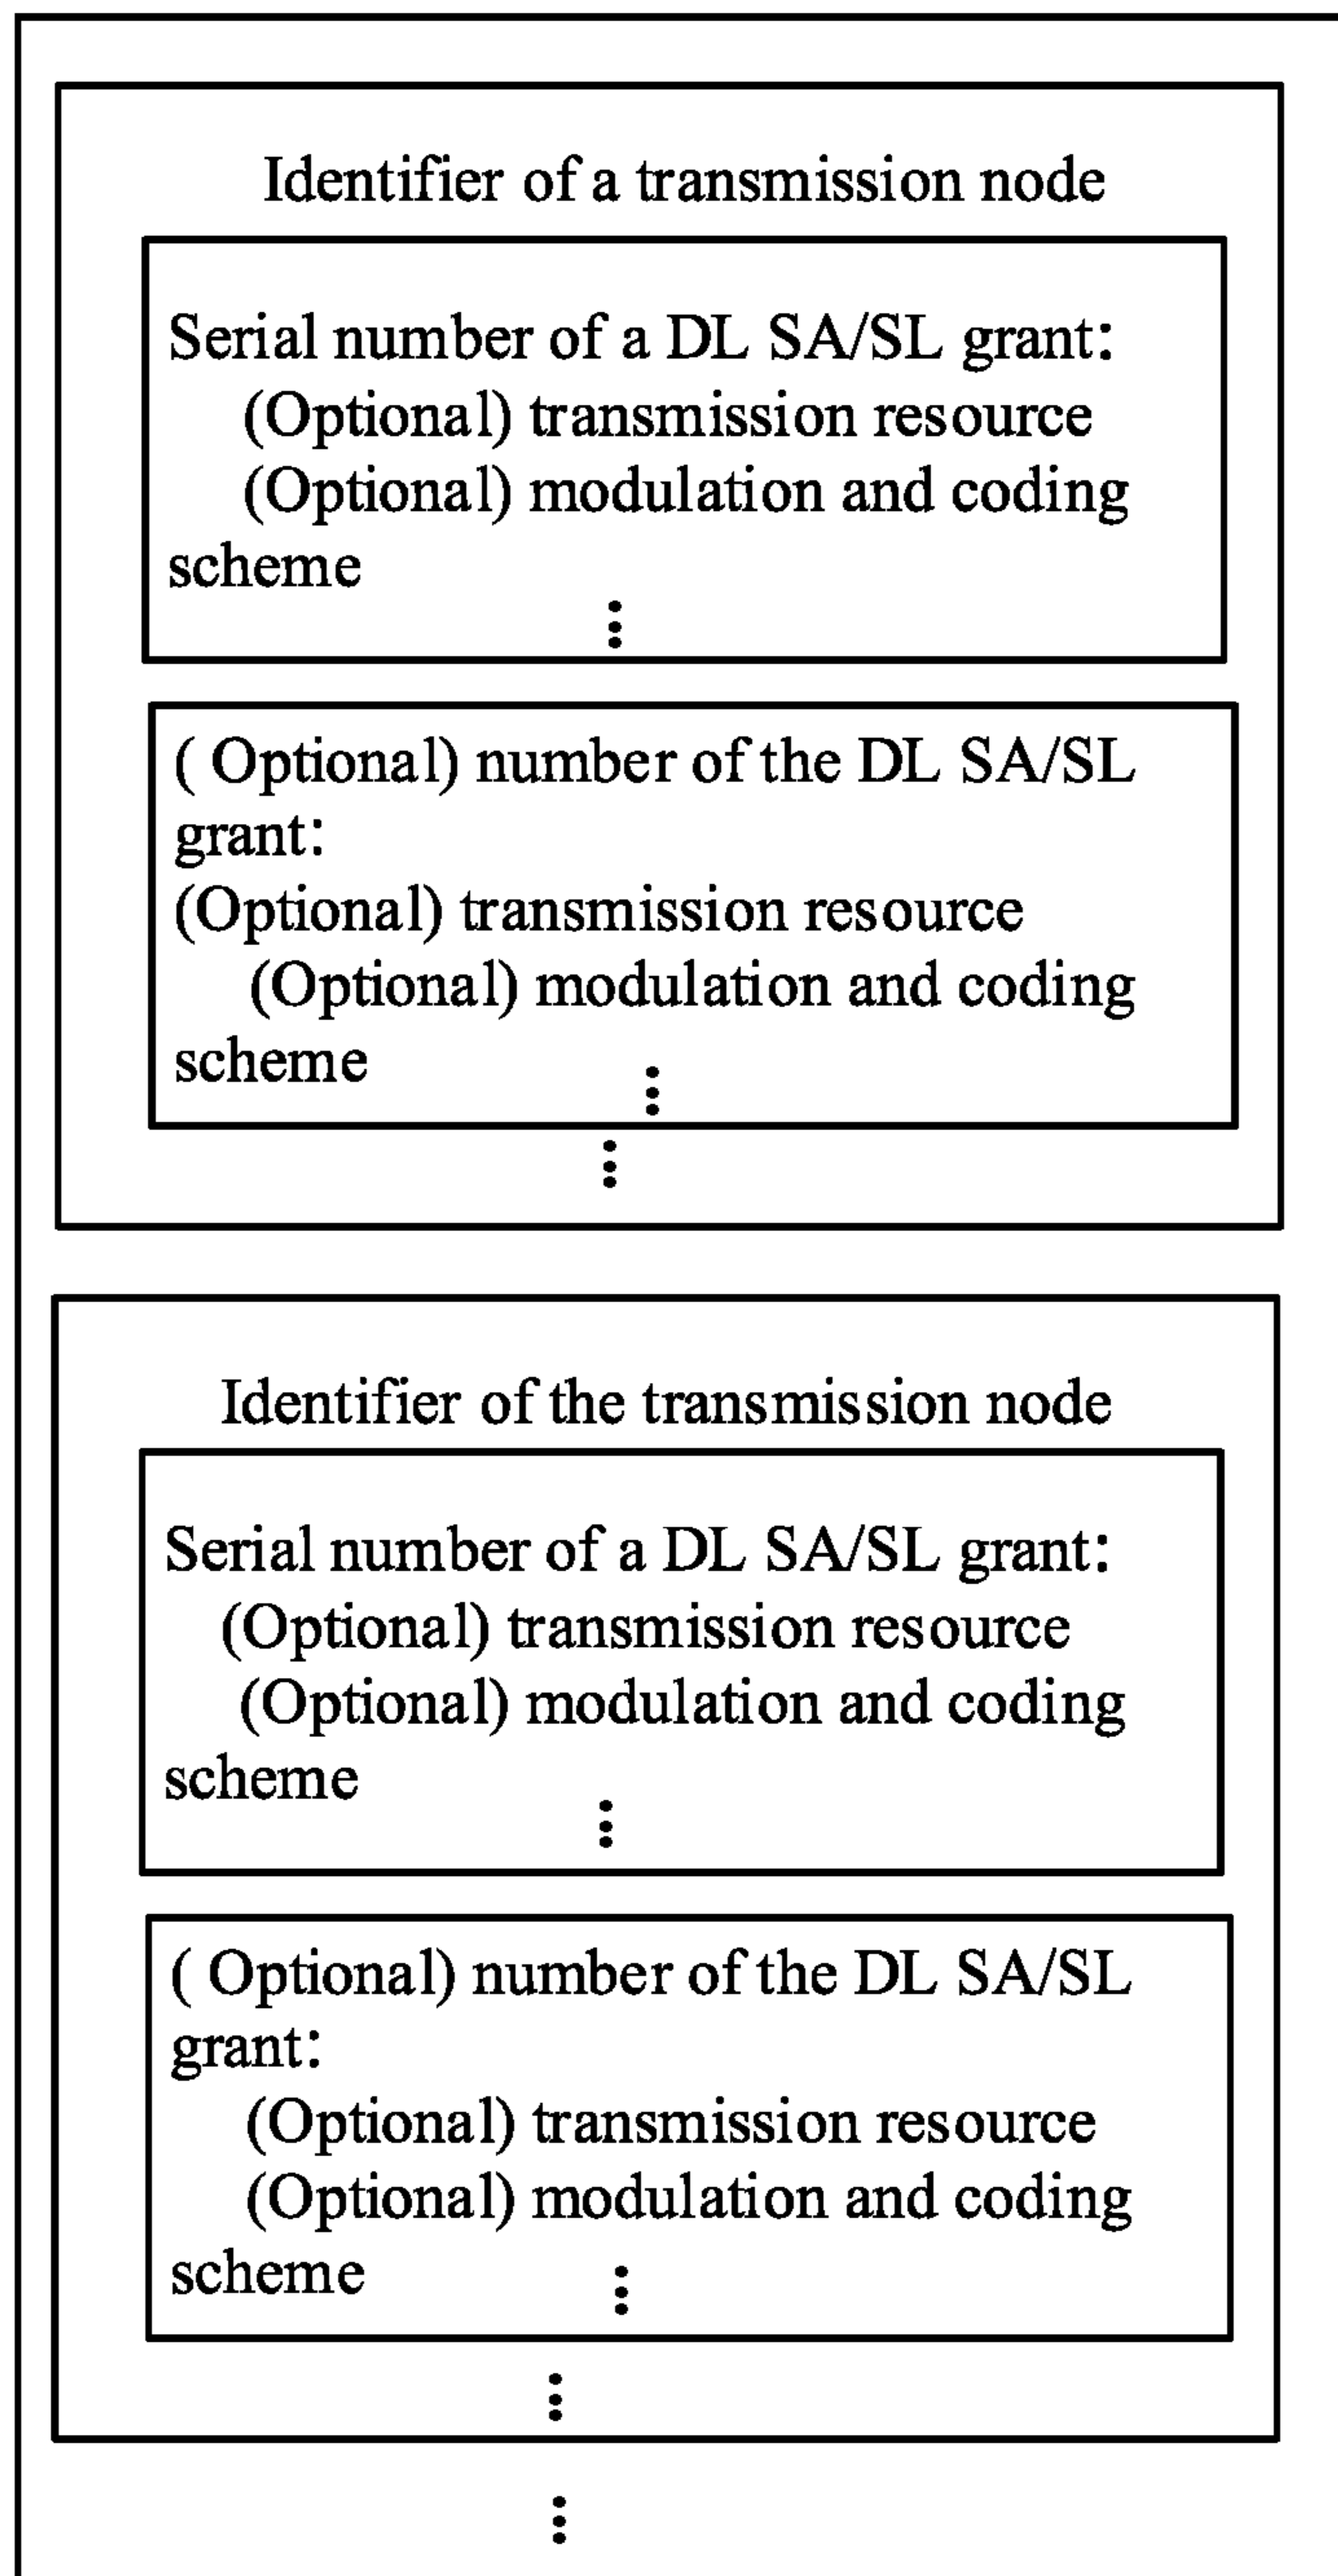 Identifier of a transmission node
Serial number of a DL SA/SL grant:
(Optional) transmission resource
(Optional) modulation and coding
scheme
( Optional) number of the DL SA/SL
grant:
(Optional) transmission resource
(Optional) modulation and coding
scheme
Identifier of the transmission node
Serial number of a DL SA/SL grant:
(Optional) transmission resource
(Optional) modulation and coding
scheme
( Optional) number of the DL SA/SL
grant:
(Optional) transmission resource
(Optional) modulation and coding
scheme